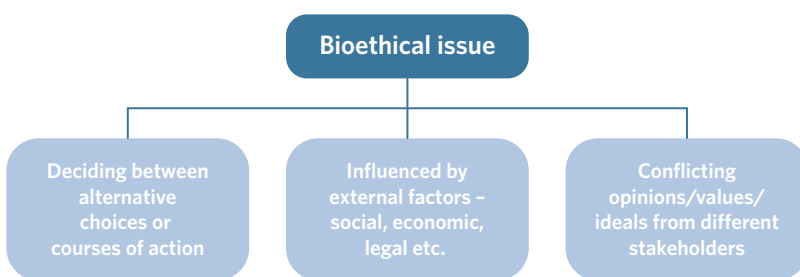 Bioethical issue
Deciding between
alternative
choices or
courses of action
Influenced by
external factors –
social, economic,
legal etc.
Conflicting
opinions/values/
ideals from different
stakeholders